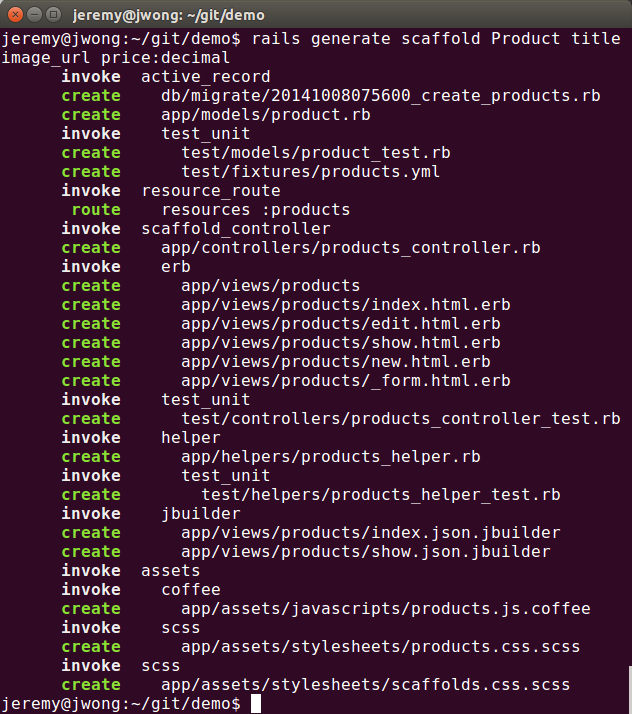 jeremy@jwong: ~/git/demo
jeremy@jwong:~/git/demo$ rails generate scaffold Product title
image_url price:decimal
      invoke  active_record
      create    db/migrate/20141008075600_create_products.rb
      create    app/models/product.rb
      invoke    test_unit
      create      test/models/product_test.rb
      create      test/fixtures/products.yml
      invoke  resource_route
       route    resources :products
      invoke  scaffold_controller
      create    app/controllers/products_controller.rb
      invoke    erb
      create      app/views/products
      create      app/views/products/index.html.erb
      create      app/views/products/edit.html.erb
      create      app/views/products/show.html.erb
      create      app/views/products/new.html.erb
      create      app/views/products/_form.html.erb
      invoke    test_unit
      create      test/controllers/products_controller_test.rb
      invoke    helper
      create      app/helpers/products_helper.rb
      invoke      test_unit
      create        test/helpers/products_helper_test.rb
      invoke    jbuilder
      create      app/views/products/index.json.jbuilder
      create      app/views/products/show.json.jbuilder
      invoke  assets
      invoke    coffee
      create      app/assets/javascripts/products.js.coffee
      invoke    scss
      create      app/assets/stylesheets/products.css.scss
      invoke  scss
      create    app/assets/stylesheets/scaffolds.css.scss
jeremy@jwong:~/git/demo$